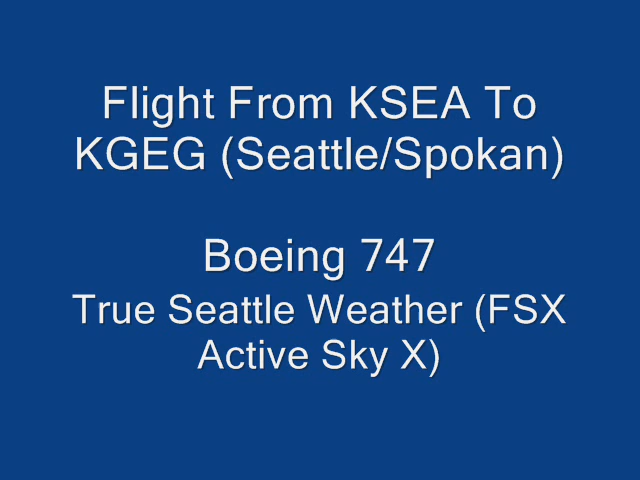 Flight From KSEA To
KGEG (Seattle/Spokan)
Boeing 747
True Seattle Weather (FSX
Active Sky X)